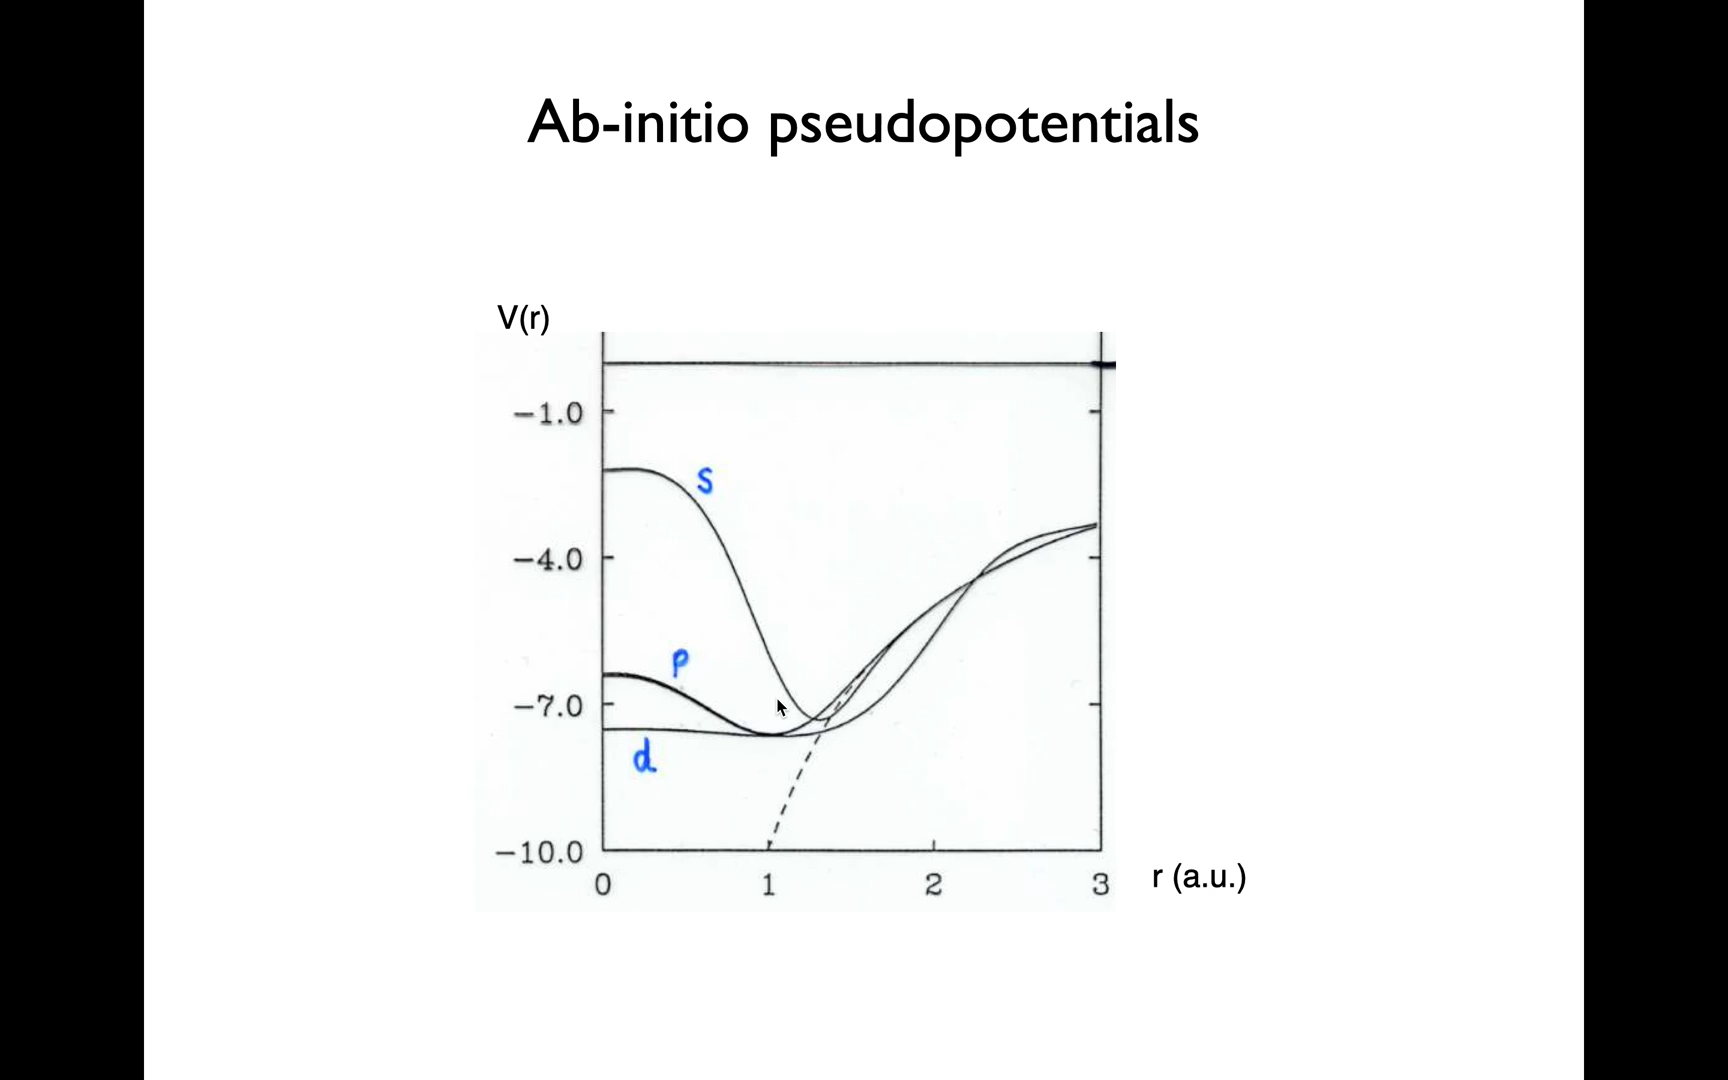 Ab-initio pseudopotentials
V(r)
−1.0
s
−4.0
p
−7.0
d
−10.0
0 1 2 3
r (a.u.)